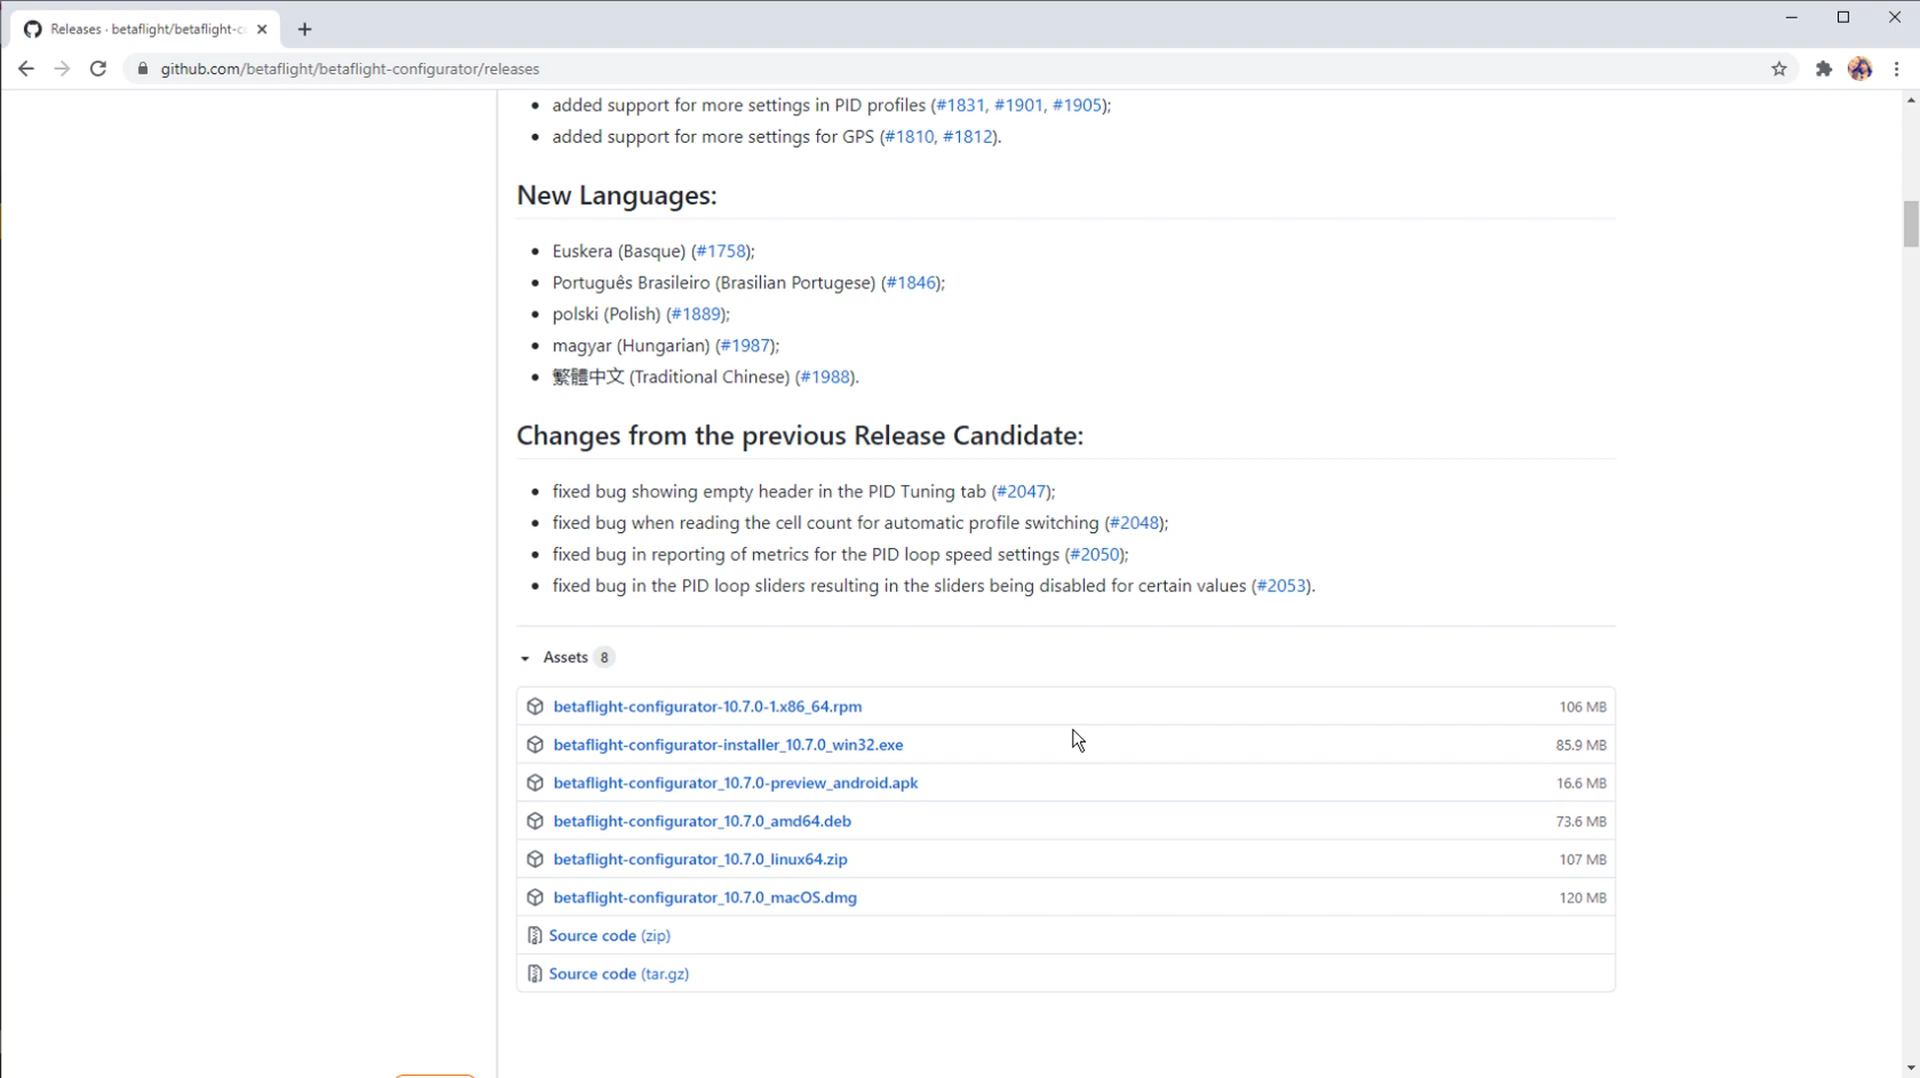 Releases · betaflight/betaflight-c
github.com/betaflight/betaflight-configurator/releases
added support for more settings in PID profiles (#1831, #1901, #1905);
added support for more settings for GPS (#1810, #1812).
New Languages:
Euskera (Basque) (#1758);
Português Brasileiro (Brasilian Portugese) (#1846);
polski (Polish) (#1889);
magyar (Hungarian) (#1987);
繁體中文 (Traditional Chinese) (#1988).
Changes from the previous Release Candidate:
fixed bug showing empty header in the PID Tuning tab (#2047);
fixed bug when reading the cell count for automatic profile switching (#2048);
fixed bug in reporting of metrics for the PID loop speed settings (#2050);
fixed bug in the PID loop sliders resulting in the sliders being disabled for certain values (#2053).
Assets 8
betaflight-configurator-10.7.0-1.x86_64.rpm 106 MB
betaflight-configurator-installer_10.7.0_win32.exe 85.9 MB
betaflight-configurator_10.7.0-preview_android.apk 16.6 MB
betaflight-configurator_10.7.0_amd64.deb 73.6 MB
betaflight-configurator_10.7.0_linux64.zip 107 MB
betaflight-configurator_10.7.0_macOS.dmg 120 MB
Source code (zip)
Source code (tar.gz)